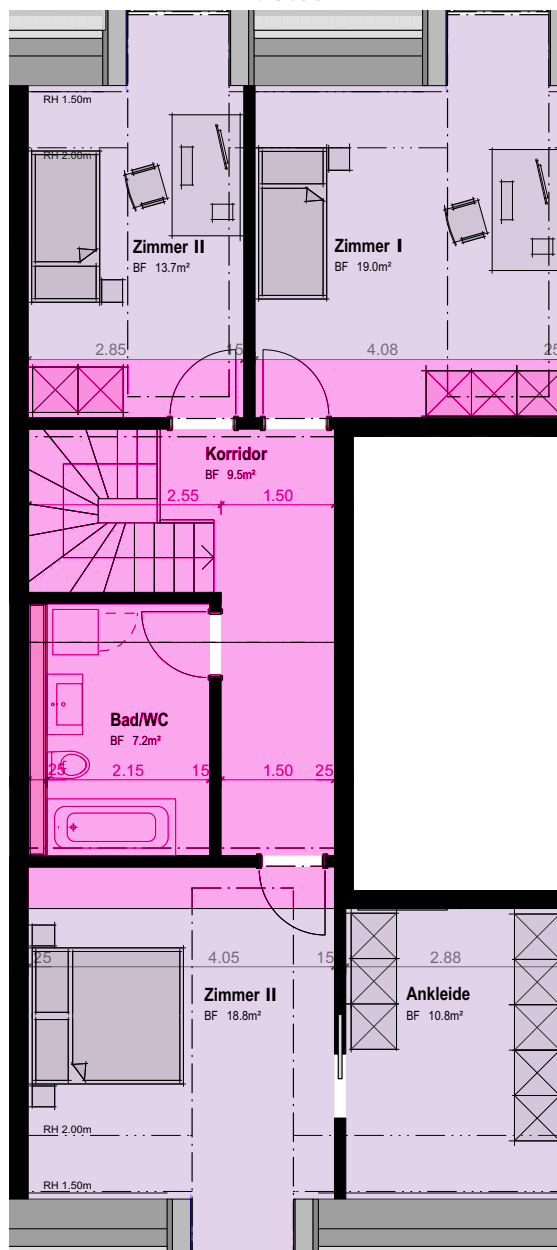 RH 1.50m
RH 2.00m
Zimmer II
BF 13.7m²
Zimmer I
BF 19.0m²
2.85
15
4.08
25
Korridor
BF 9.5m²
2.55
1.50
Bad/WC
BF 7.2m²
25
2.15
15
1.50
25
25
4.05
15
2.88
Zimmer II
BF 18.8m²
Ankleide
BF 10.8m²
RH 2.00m
RH 1.50m